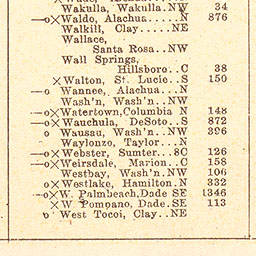 Wakulla, Wakulla..NW 34
—o×Waldo, Alachua.....N 876
Walkill, Clay.....NE
Wallace,
Santa Rosa..NW
Wall Springs,
Hillsboro..C 38
×Walton, St. Lucie..S 150
—o Wannee, Alachua...N
Wash'n, Wash'n..NW
—o×Watertown,Columbia N 148
—o×Wauchula, DeSoto..S 872
o Wausau, Wash'n..NW 396
Waylonzo, Taylor...N
—o×Webster, Sumter...SC 126
—o×Weirsdale, Marion..C 158
Westbay, Wash'n.NW 106
o×Westlake, Hamilton.N 332
—o×W. Palmbeach,Dade SE 1346
×W. Pompano, Dade.SE 113
o West Tocoi, Clay..NE